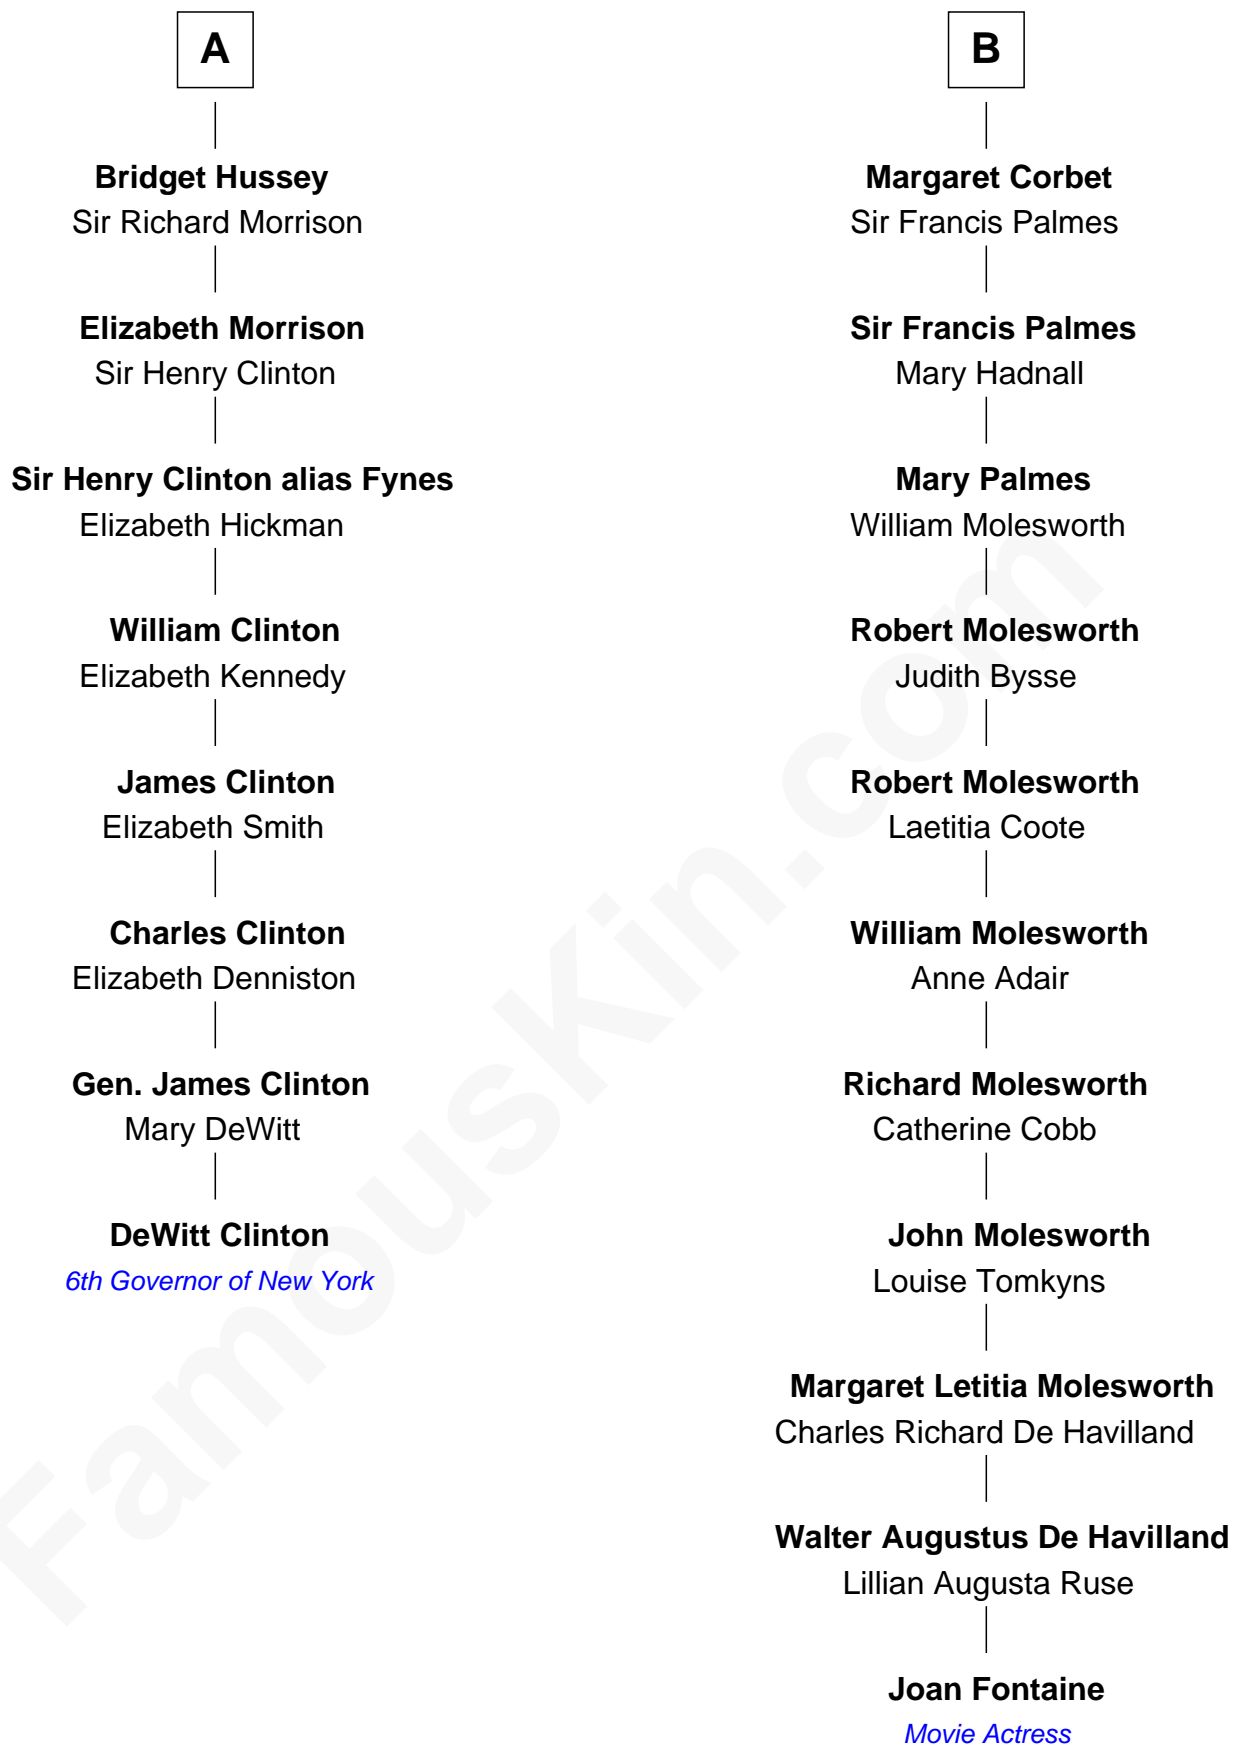 A
Bridget Hussey
Sir Richard Morrison
Elizabeth Morrison
Sir Henry Clinton
Sir Henry Clinton alias Fynes
Elizabeth Hickman
William Clinton
Elizabeth Kennedy
James Clinton
Elizabeth Smith
Charles Clinton
Elizabeth Denniston
Gen. James Clinton
Mary DeWitt
DeWitt Clinton
6th Governor of New York
B
Margaret Corbet
Sir Francis Palmes
Sir Francis Palmes
Mary Hadnall
Mary Palmes
William Molesworth
Robert Molesworth
Judith Bysse
Robert Molesworth
Laetitia Coote
William Molesworth
Anne Adair
Richard Molesworth
Catherine Cobb
John Molesworth
Louise Tomkyns
Margaret Letitia Molesworth
Charles Richard De Havilland
Walter Augustus De Havilland
Lillian Augusta Ruse
Joan Fontaine
Movie Actress
FamousKin.com